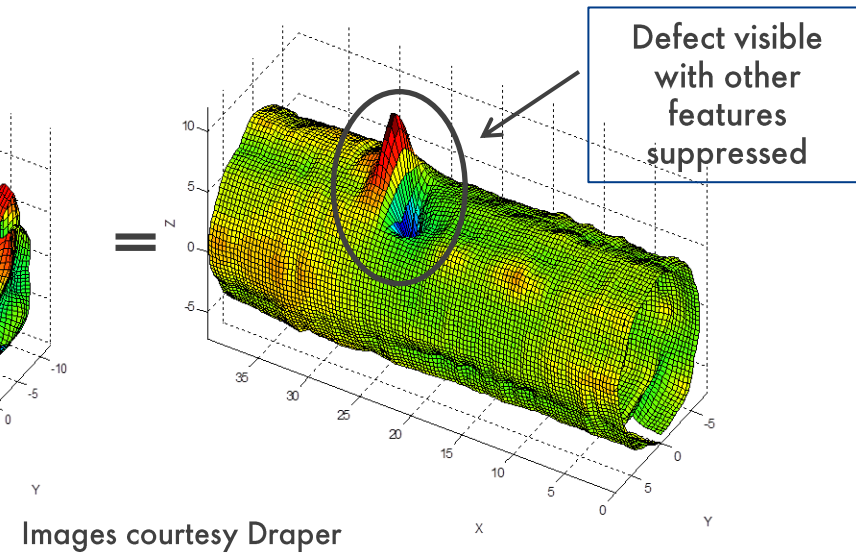 Defect visible
with other
features
suppressed
10
5
0
-5
Z
=
35
30
25
20
15
10
5
0
X
-5
0
5
Y
-10
-5
0
Y
Images courtesy Draper